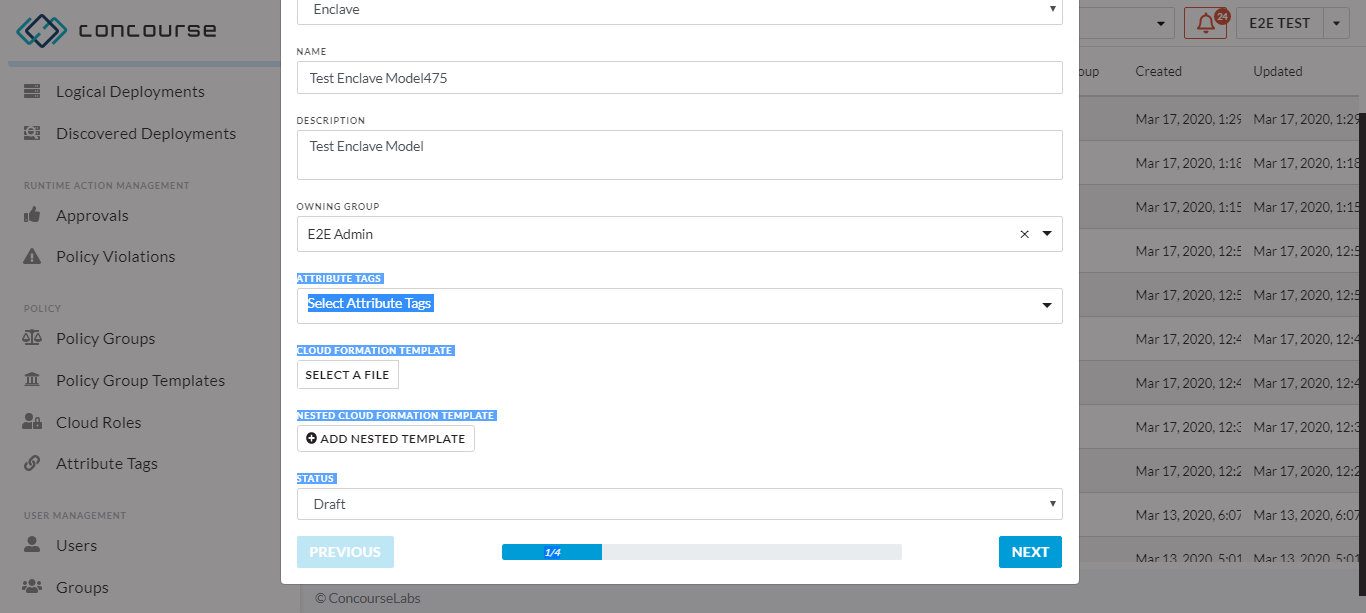 concourse
Logical Deployments
Discovered Deployments
RUNTIME ACTION MANAGEMENT
Approvals
Policy Violations
POLICY
Policy Groups
Policy Group Templates
Cloud Roles
Attribute Tags
USER MANAGEMENT
Users
Groups
Enclave
NAME
Test Enclave Model475
DESCRIPTION
Test Enclave Model
OWNING GROUP
E2E Admin
ATTRIBUTE TAGS
Select Attribute Tags
CLOUD FORMATION TEMPLATE
SELECT A FILE
NESTED CLOUD FORMATION TEMPLATE
ADD NESTED TEMPLATE
STATUS
Draft
PREVIOUS 1/4 NEXT
24 E2E TEST
oup Created Updated
Mar 17, 2020, 1:29 Mar 17, 2020, 1:29
Mar 17, 2020, 1:18 Mar 17, 2020, 1:18
Mar 17, 2020, 1:15 Mar 17, 2020, 1:15
Mar 17, 2020, 12:5 Mar 17, 2020, 12:5
Mar 17, 2020, 12:5 Mar 17, 2020, 12:5
Mar 17, 2020, 12:4 Mar 17, 2020, 12:4
Mar 17, 2020, 12:4 Mar 17, 2020, 12:4
Mar 17, 2020, 12:3 Mar 17, 2020, 12:3
Mar 17, 2020, 12:2 Mar 17, 2020, 12:2
Mar 13, 2020, 6:07 Mar 13, 2020, 6:07
Mar 13, 2020, 5:01 Mar 13, 2020, 5:01
© ConcourseLabs